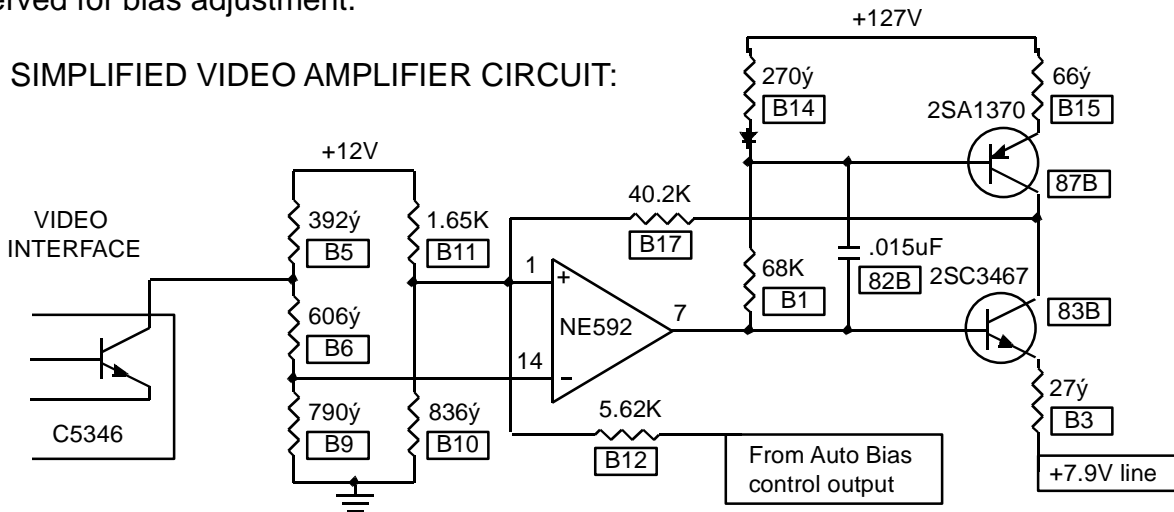 erved for bias adjustment.
SIMPLIFIED VIDEO AMPLIFIER CIRCUIT:
+127V
270ý
B14
66ý
B15
2SA1370
87B
+12V
VIDEO
INTERFACE
392ý
B5
1.65K
B11
40.2K
B17
.015uF
82B
2SC3467
83B
68K
B1
606ý
B6
1
+
NE592
7
14
−
C5346
790ý
B9
836ý
B10
5.62K
B12
27ý
B3
From Auto Bias
control output
+7.9V line